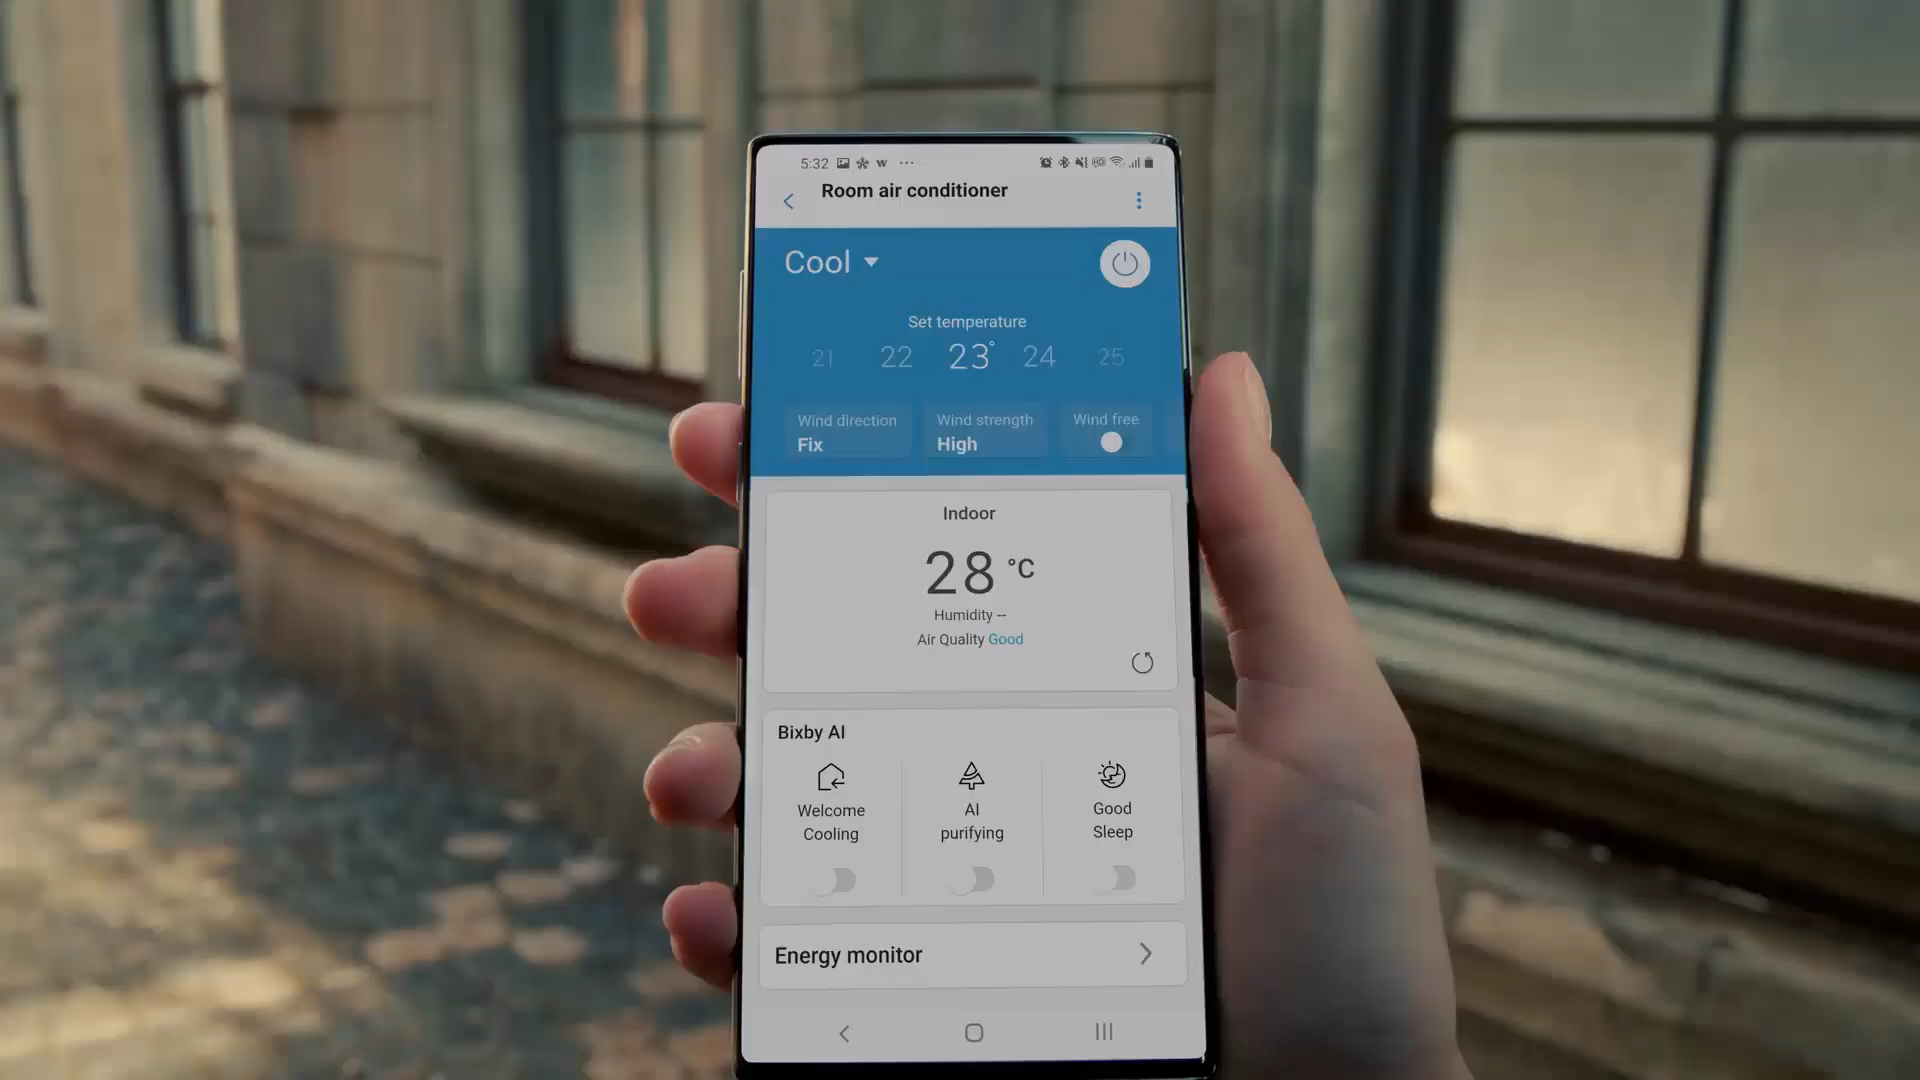 5:32 W ...
Room air conditioner
Cool
Set temperature
21 22 23° 24 25
Wind direction Wind strength Wind free
Fix High
Indoor
28 °C
Humidity --
Air Quality Good
Bixby AI
Welcome Cooling
AI purifying
Good Sleep
Energy monitor